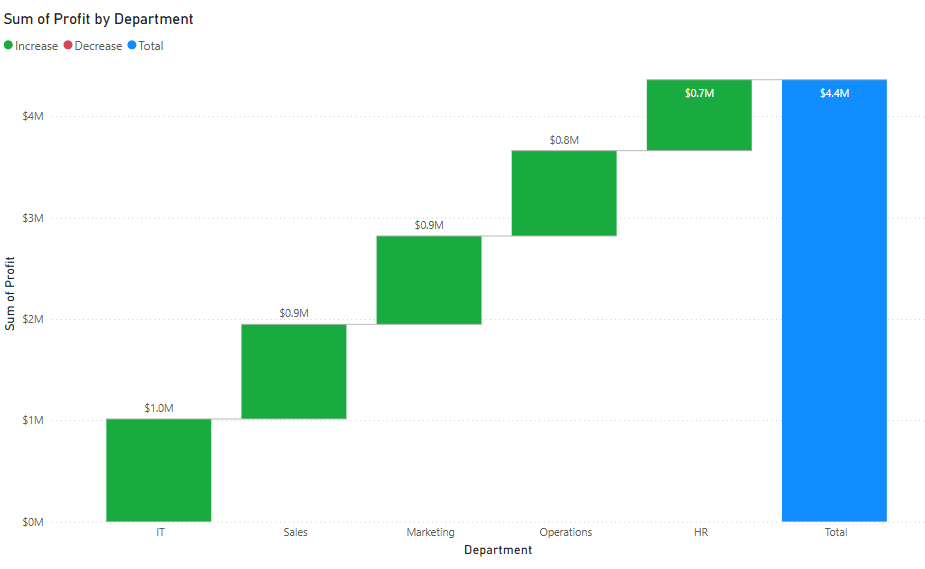 Sum of Profit by Department
Increase Decrease Total
$4M
$3M
$2M
$1M
$0M
Sum of Profit
$1.0M
$0.9M
$0.9M
$0.8M
$0.7M
$4.4M
IT Sales Marketing Operations HR Total
Department